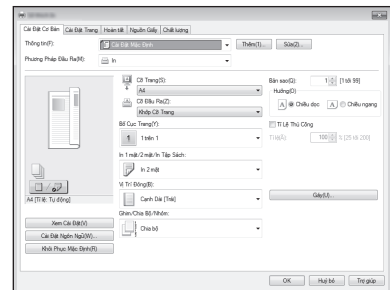 Cài Đặt Cơ Bản Cài Đặt Trang Hoàn tất Nguồn Giấy Chất lượng
Thông tin(F): Cài Đặt Mặc Định Thêm(1)... Sửa(2)...
Phương Pháp Đầu Ra(M): In
Cỡ Trang(S): Bản sao(G): 1 [1 tới 99]
A4 Hướng(O)
Cỡ Đầu Ra(Z): A Chiều dọc A Chiều ngang
Khớp Cỡ Trang
Bố Cục Trang(Y): Tỉ Lệ Thủ Công
1 1 trên 1 Tỉ lệ(A): 100 % [25 tới 200]
In 1 mặt/2 mặt/In Tập Sách:
In 2 mặt
Vị Trí Đóng(B):
A4 [Tỉ lệ: Tự động] Cạnh Dài [Trái] Gáy(U)...
Ghim/Chia Bộ/Nhóm:
Xem Cài Đặt(V) Chia bộ
Cài Đặt Ngôn Ngữ(W)...
Khôi Phục Mặc Định(R)
OK Huỷ bỏ Trợ giúp